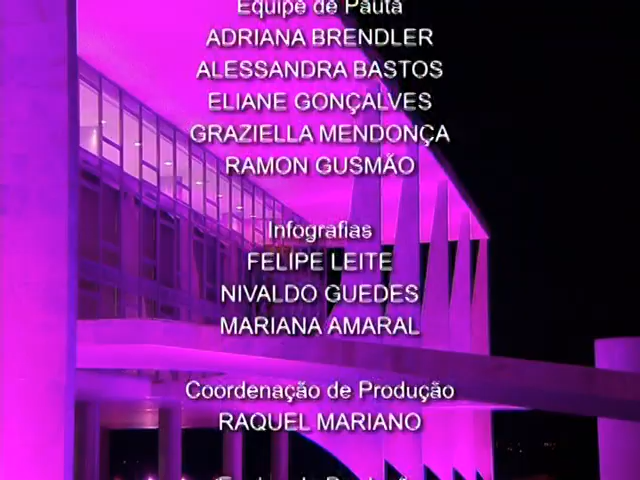 Equipe de Pauta
ADRIANA BRENDLER
ALESSANDRA BASTOS
ELIANE GONÇALVES
GRAZIELLA MENDONÇA
RAMON GUSMÃO
Infografias
FELIPE LEITE
NIVALDO GUEDES
MARIANA AMARAL
Coordenação de Produção
RAQUEL MARIANO